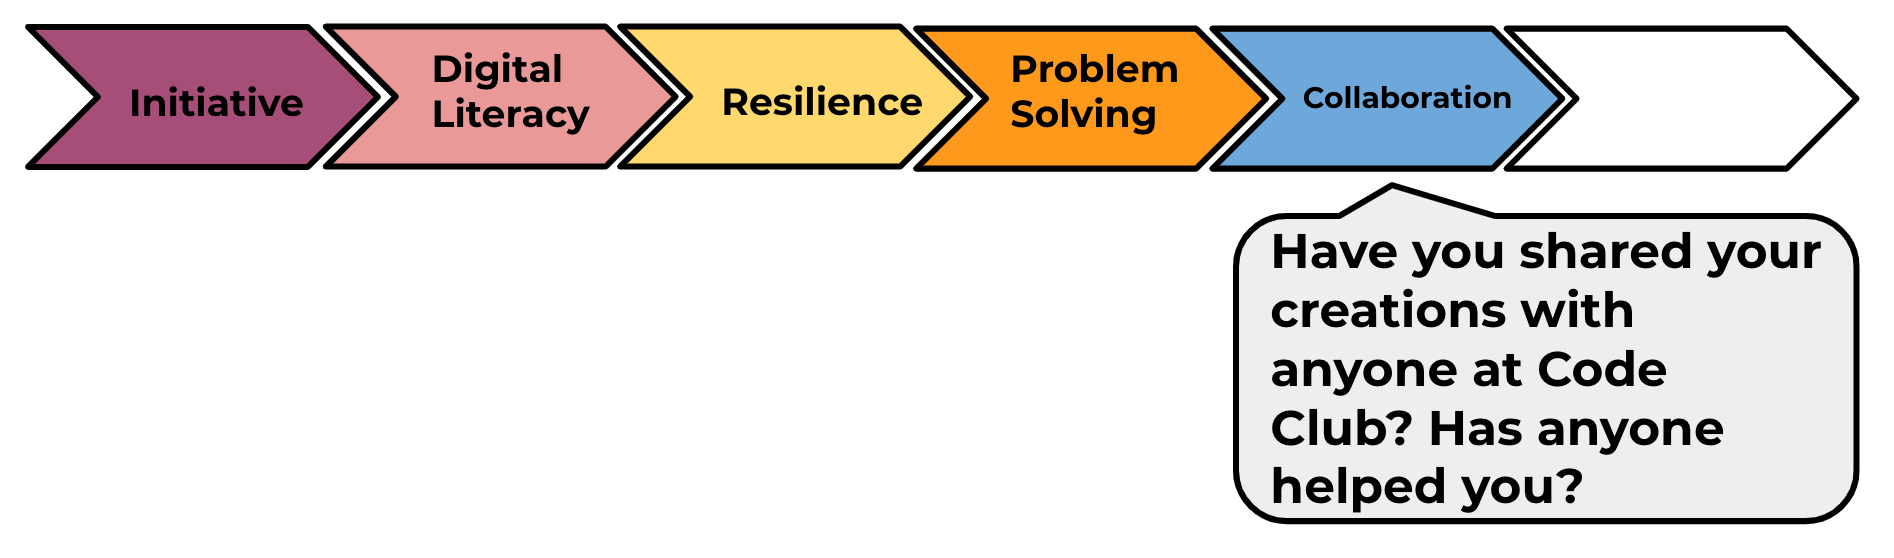 Initiative
Digital
Literacy
Resilience
Problem
Solving
Collaboration
Have you shared your
creations with
anyone at Code
Club? Has anyone
helped you?